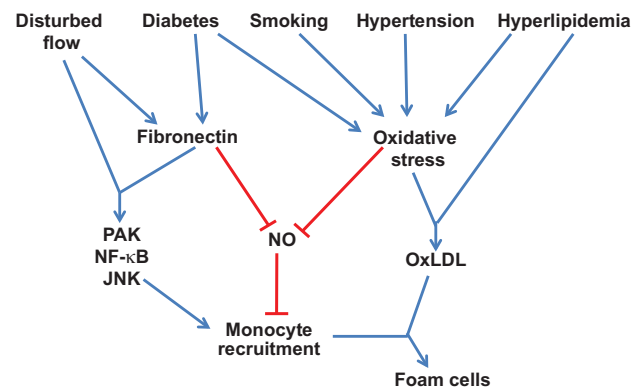 Disturbed
flow
Diabetes
Smoking
Hypertension
Hyperlipidemia
Fibronectin
Oxidative
stress
PAK
NF-κB
JNK
NO
OxLDL
Monocyte
recruitment
Foam cells